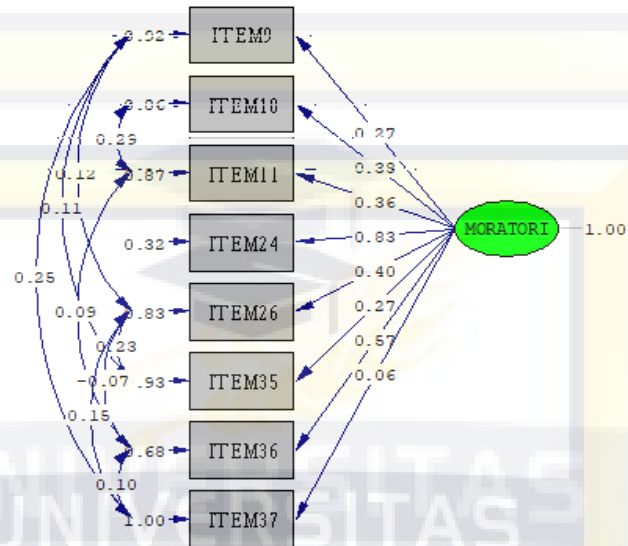 0.92 ITEM9
ITEM10
0.29
0.27
0.12 0.87 ITEM11
0.39
0.11
0.36
0.32 ITEM24
0.83
MORATORI 1.00
0.25
0.40
0.09 0.83 ITEM26
0.27
0.23
0.57
-0.07 .93 ITEM35
0.06
0.15
0.68 ITEM36
0.10
1.00 ITEM37
UNIVERSITAS
UNIVERSITAS